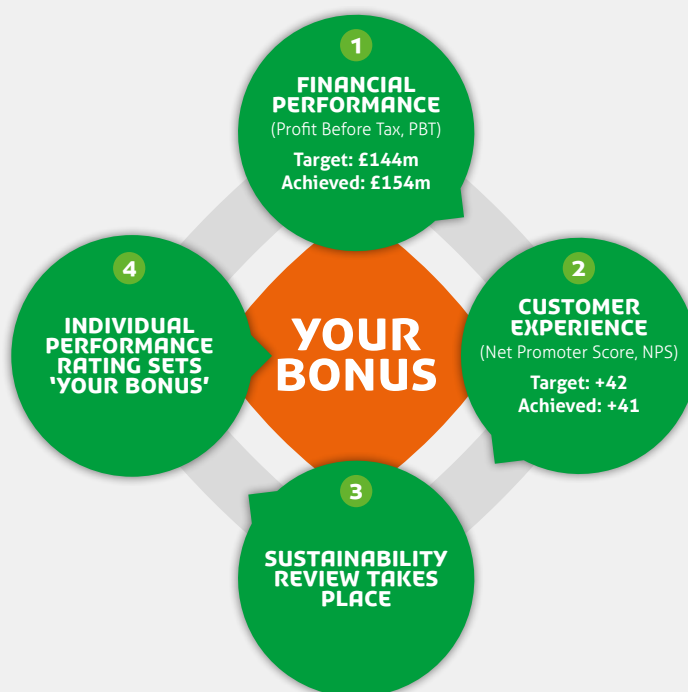 1
FINANCIAL
PERFORMANCE
(Profit Before Tax, PBT)
Target: £144m
Achieved: £154m
2
CUSTOMER
EXPERIENCE
(Net Promoter Score, NPS)
Target: +42
Achieved: +41
3
SUSTAINABILITY
REVIEW TAKES
PLACE
4
INDIVIDUAL
PERFORMANCE
RATING SETS
‘YOUR BONUS’
YOUR
BONUS